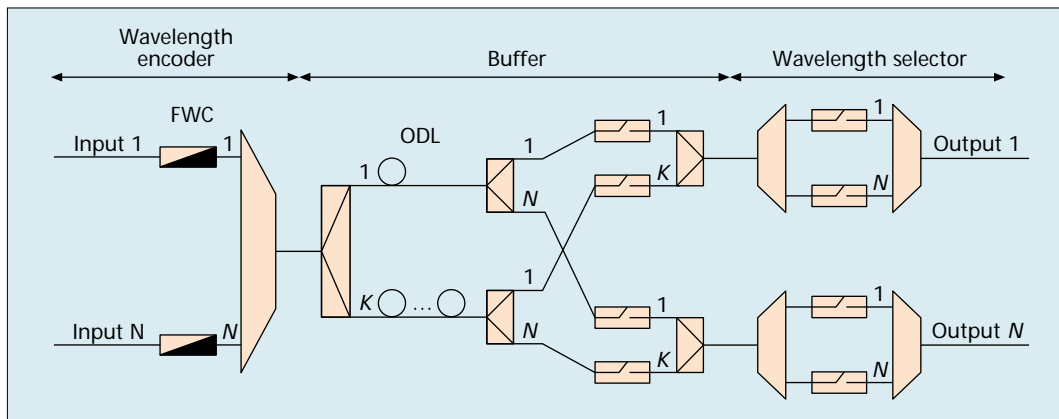 Wavelength
encoder
Buffer
Wavelength selector
FWC
ODL
Input 1
1
1
1
1
K
1
N
Output 1
N
K
1
N
1
1
Input N
N
N
K
N
Output N
...